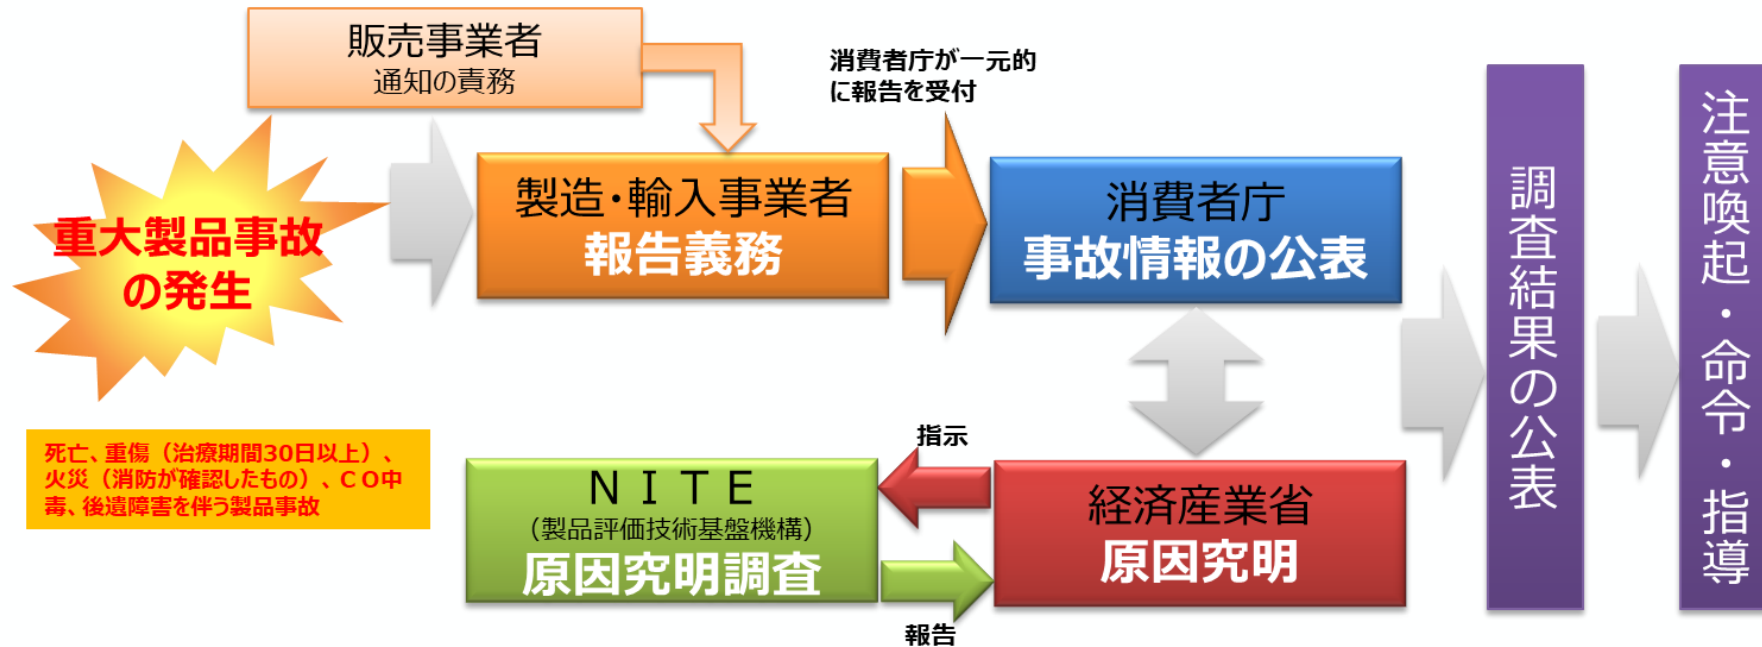 販売事業者
通知の責務
重大製品事故
の発生
死亡、重傷（治療期間30日以上）、
火災（消防が確認したもの）、ＣＯ中
毒、後遺障害を伴う製品事故
製造・輸入事業者
報告義務
消費者庁が一元的
に報告を受付
消費者庁
事故情報の公表
指示
ＮＩＴＥ
（製品評価技術基盤機構）
原因究明調査
報告
経済産業省
原因究明
調査結果の公表
注意喚起・命令・指導